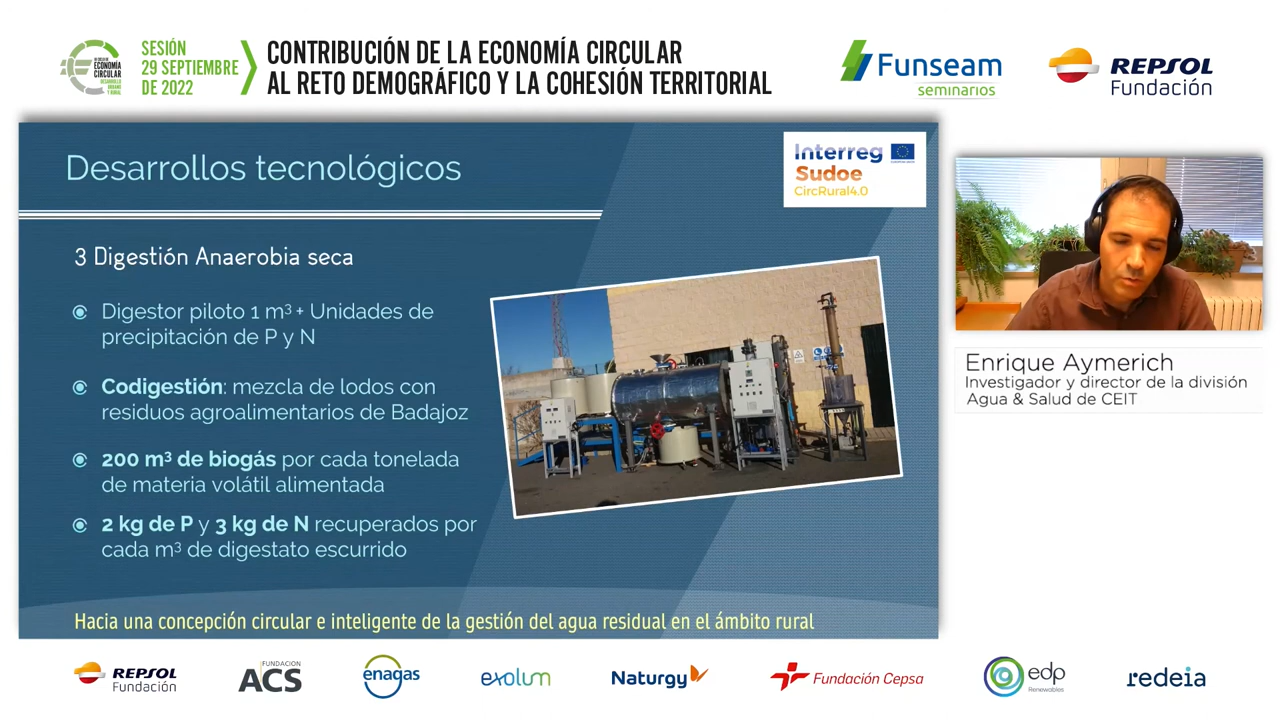 SESIÓN
29 SEPTIEMBRE
DE 2022
CONTRIBUCIÓN DE LA ECONOMÍA CIRCULAR
AL RETO DEMOGRÁFICO Y LA COHESIÓN TERRITORIAL
ECONOMÍA
CIRCULAR
Funseam
seminarios
REPSOL
Fundación
Desarrollos tecnológicos
Interreg
Sudoe
CircRural4.0
3 Digestión Anaerobia seca
Digestor piloto 1 m³ + Unidades de
precipitación de P y N
Codigestión: mezcla de lodos con
residuos agroalimentarios de Badajoz
200 m³ de biogás por cada tonelada
de materia volátil alimentada
2 kg de P y 3 kg de N recuperados por
cada m³ de digestato escurrido
Hacia una concepción circular e inteligente de la gestión del agua residual en el ámbito rural
Enrique Aymerich
Investigador y director de la división
Agua & Salud de CEIT
REPSOL
Fundación
FUNDACIÓN
ACS
enagas
exolum
Naturgy
Fundación Cepsa
edp
Renewables
redeia